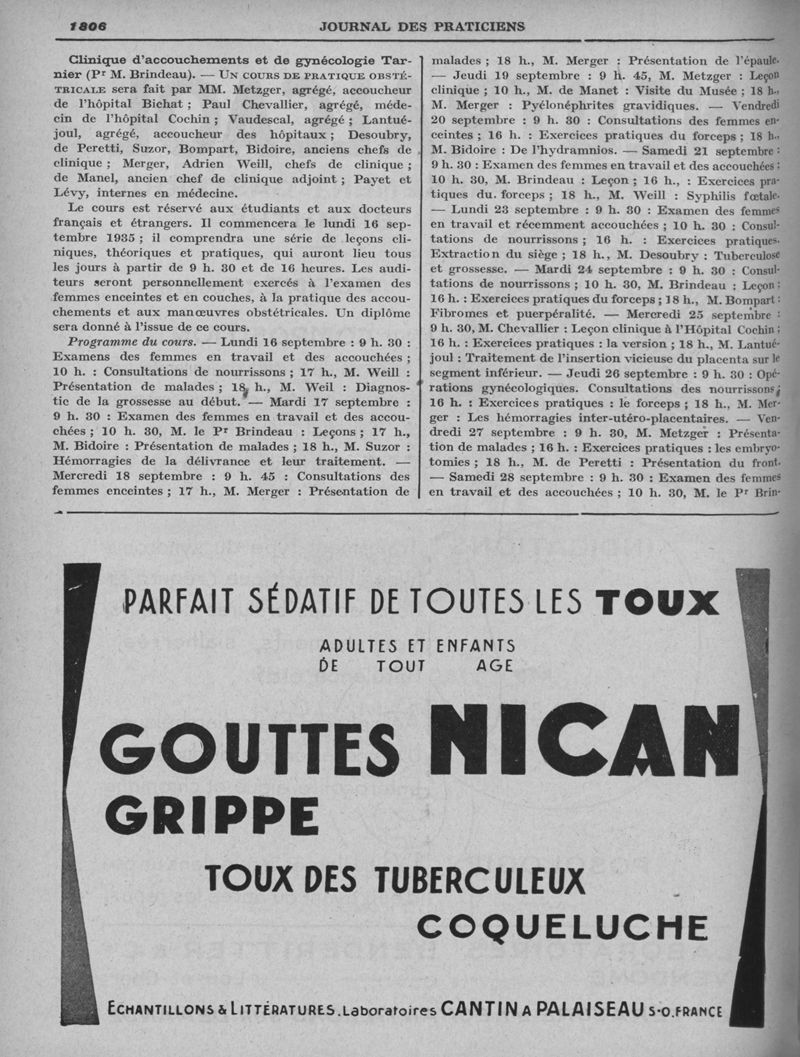 1806
JOURNAL DES PRATICIENS
Clinique d'accouchements et de gynécologie Tar-
nier (Pr M. Brindeau). — UN COURS DE PRATIQUE OBSTÉ-
TRICALE sera fait par MM. Metzger, agrégé, accoucheur
de l'hôpital Bichat ; Paul Chevallier, agrégé, méde-
cin de l'hôpital Cochin ; Vaudescal, agrégé ; Lantué-
joul, agrégé, accoucheur des hôpitaux ; Desoubry,
de Peretti, Suzor, Bompart, Bidoire, anciens chefs de
clinique ; Merger, Adrien Weill, chefs de clinique ;
de Manel, ancien chef de clinique adjoint ; Payet et
Lévy, internes en médecine.
Le cours est réservé aux étudiants et aux docteurs
français et étrangers. Il commencera le lundi 16 sep-
tembre 1935 ; il comprendra une série de leçons cli-
niques, théoriques et pratiques, qui auront lieu tous
les jours à partir de 9 h. 30 et de 16 heures. Les audi-
teurs seront personnellement exercés à l'examen des
femmes enceintes et en couches, à la pratique des accou-
chements et aux manœuvres obstétricales. Un diplôme
sera donné à l'issue de ce cours.
Programme du cours. — Lundi 16 septembre : 9 h. 30 :
Examens des femmes en travail et des accouchées ;
10 h. : Consultations de nourrissons ; 17 h., M. Weill :
Présentation de malades ; 18 h., M. Weil : Diagnos-
tic de la grossesse au début. — Mardi 17 septembre :
9 h. 30 : Examen des femmes en travail et des accou-
chées ; 10 h. 30, M. le Pr Brindeau : Leçons ; 17 h.,
M. Bidoire : Présentation de malades ; 18 h., M. Suzor :
Hémorragies de la délivrance et leur traitement. —
Mercredi 18 septembre : 9 h. 45 : Consultations des
femmes enceintes ; 17 h., M. Merger : Présentation de
malades ; 18 h., M. Merger : Présentation de l'épaule.
— Jeudi 19 septembre : 9 h. 45, M. Metzger : Leçon
clinique ; 10 h., M. de Manet : Visite du Musée ; 18 h.,
M. Merger : Pyélonéphrites gravidiques. — Vendredi
20 septembre : 9 h. 30 : Consultations des femmes en-
ceintes ; 16 h. : Exercices pratiques du forceps ; 18 h.,
M. Bidoire : De l'hydramnios. — Samedi 21 septembre :
9 h. 30 : Examen des femmes en travail et des accouchées ;
10 h. 30, M. Brindeau : Leçon ; 16 h., : Exercices pra-
tiques du. forceps ; 18 h., M. Weill : Syphilis fœtale.
— Lundi 23 septembre : 9 h. 30 : Examen des femmes
en travail et récemment accouchées ; 10 h. 30 : Consul-
tations de nourrissons ; 16 h. : Exercices pratiques.
Extraction du siège ; 18 h., M. Desoubry : Tuberculose
et grossesse. — Mardi 24 septembre : 9 h. 30 : Consul-
tations de nourrissons ; 10 h. 30, M. Brindeau : Leçon ;
16 h. : Exercices pratiques du forceps ; 18 h., M. Bompart :
Fibromes et puerpéralité. — Mercredi 25 septembre :
9 h. 30, M. Chevallier : Leçon clinique à l'Hôpital Cochin ;
16 h. : Exercices pratiques : la version ; 18 h., M. Lantué-
joul : Traitement de l'insertion vicieuse du placenta sur le
segment inférieur. — Jeudi 26 septembre : 9 h. 30 : Opé-
rations gynécologiques. Consultations des nourrissons ;
16 h. : Exercices pratiques : le forceps ; 18 h., M. Mer-
ger : Les hémorragies inter-utéro-placentaires. — Ven-
dredi 27 septembre : 9 h. 30, M. Metzger : Présenta-
tion de malades ; 16 h. : Exercices pratiques : les embryo-
tomies ; 18 h., M. de Peretti : Présentation du front.
— Samedi 28 septembre : 9 h. 30 : Examen des femmes
en travail et des accouchées ; 10 h. 30, M. le Pr Brin-
PARFAIT SÉDATIF DE TOUTES LES TOUX
ADULTES ET ENFANTS
DE TOUT AGE
GOUTTES NICAN
GRIPPE
TOUX DES TUBERCULEUX
COQUELUCHE
ECHANTILLONS & LITTÉRATURES. Laboratoires CANTIN A PALAISEAU S-O. FRANCE